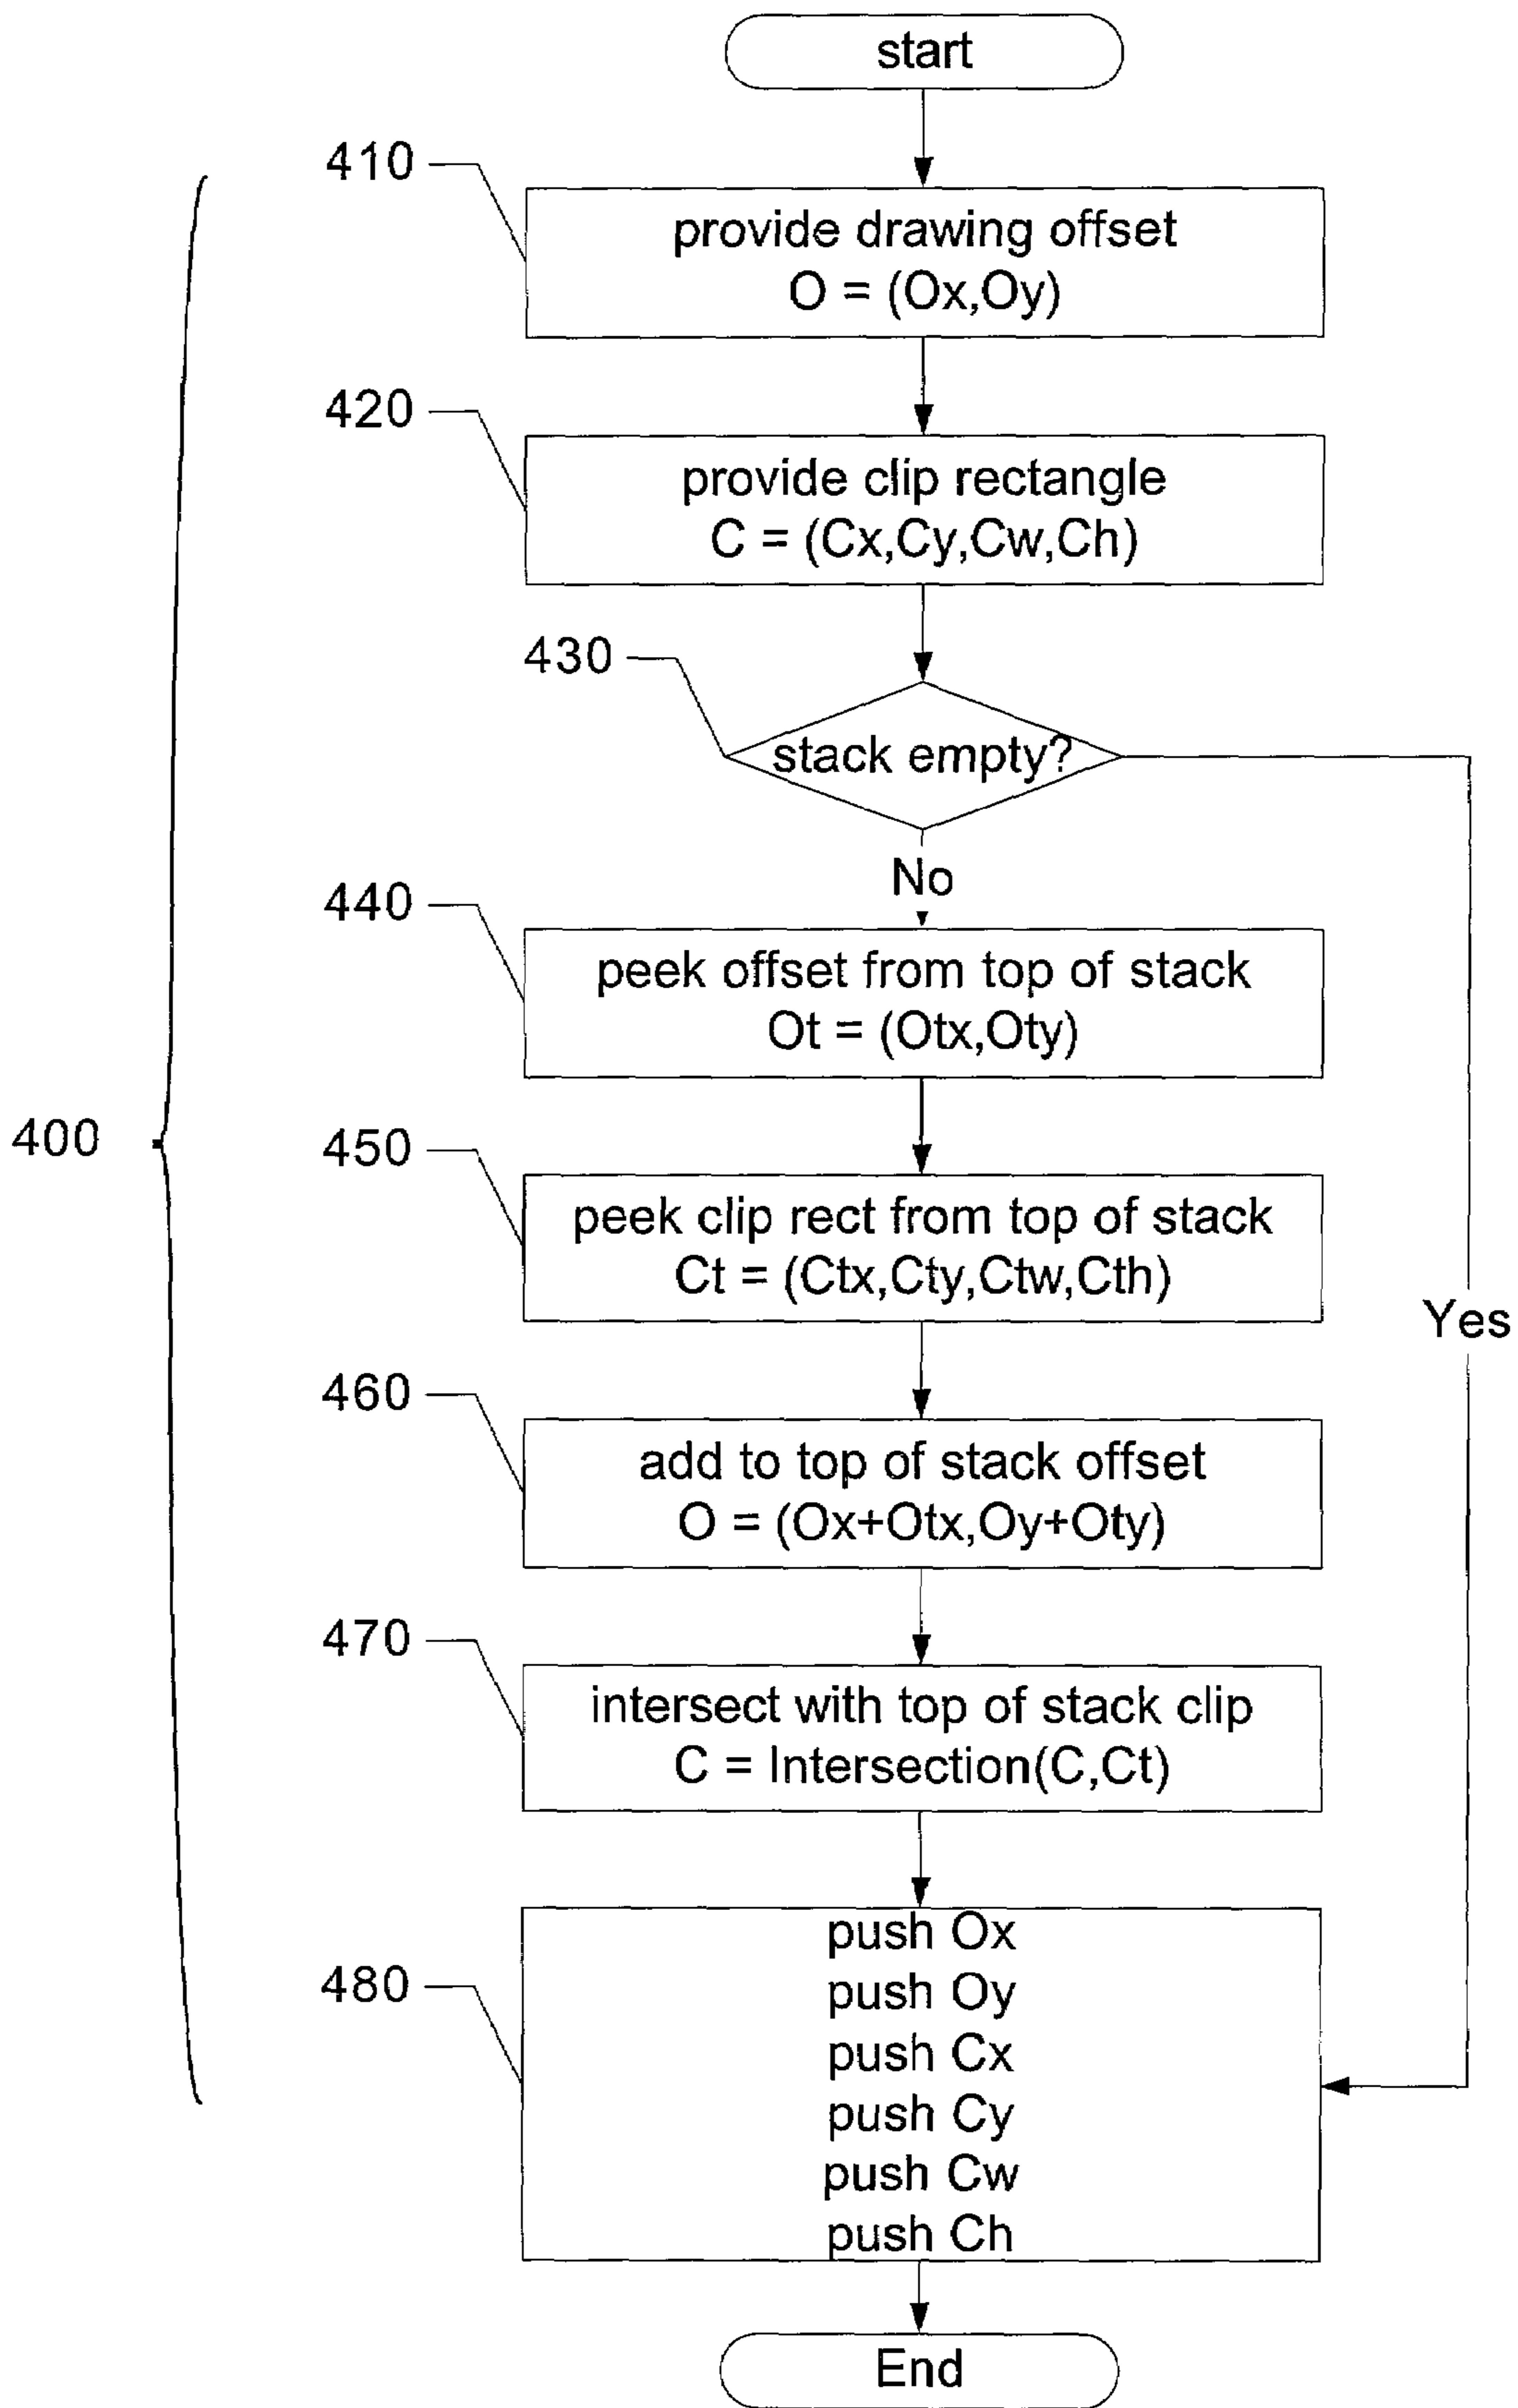 start
410
provide drawing offset
O = (Ox,Oy)
420
provide clip rectangle
C = (Cx,Cy,Cw,Ch)
430
stack empty?
No
440
peek offset from top of stack
Ot = (Otx,Oty)
400
450
peek clip rect from top of stack
Ct = (Ctx,Cty,Ctw,Cth)
Yes
460
add to top of stack offset
O = (Ox+Otx,Oy+Oty)
470
intersect with top of stack clip
C = Intersection(C,Ct)
480
push Ox
push Oy
push Cx
push Cy
push Cw
push Ch
End